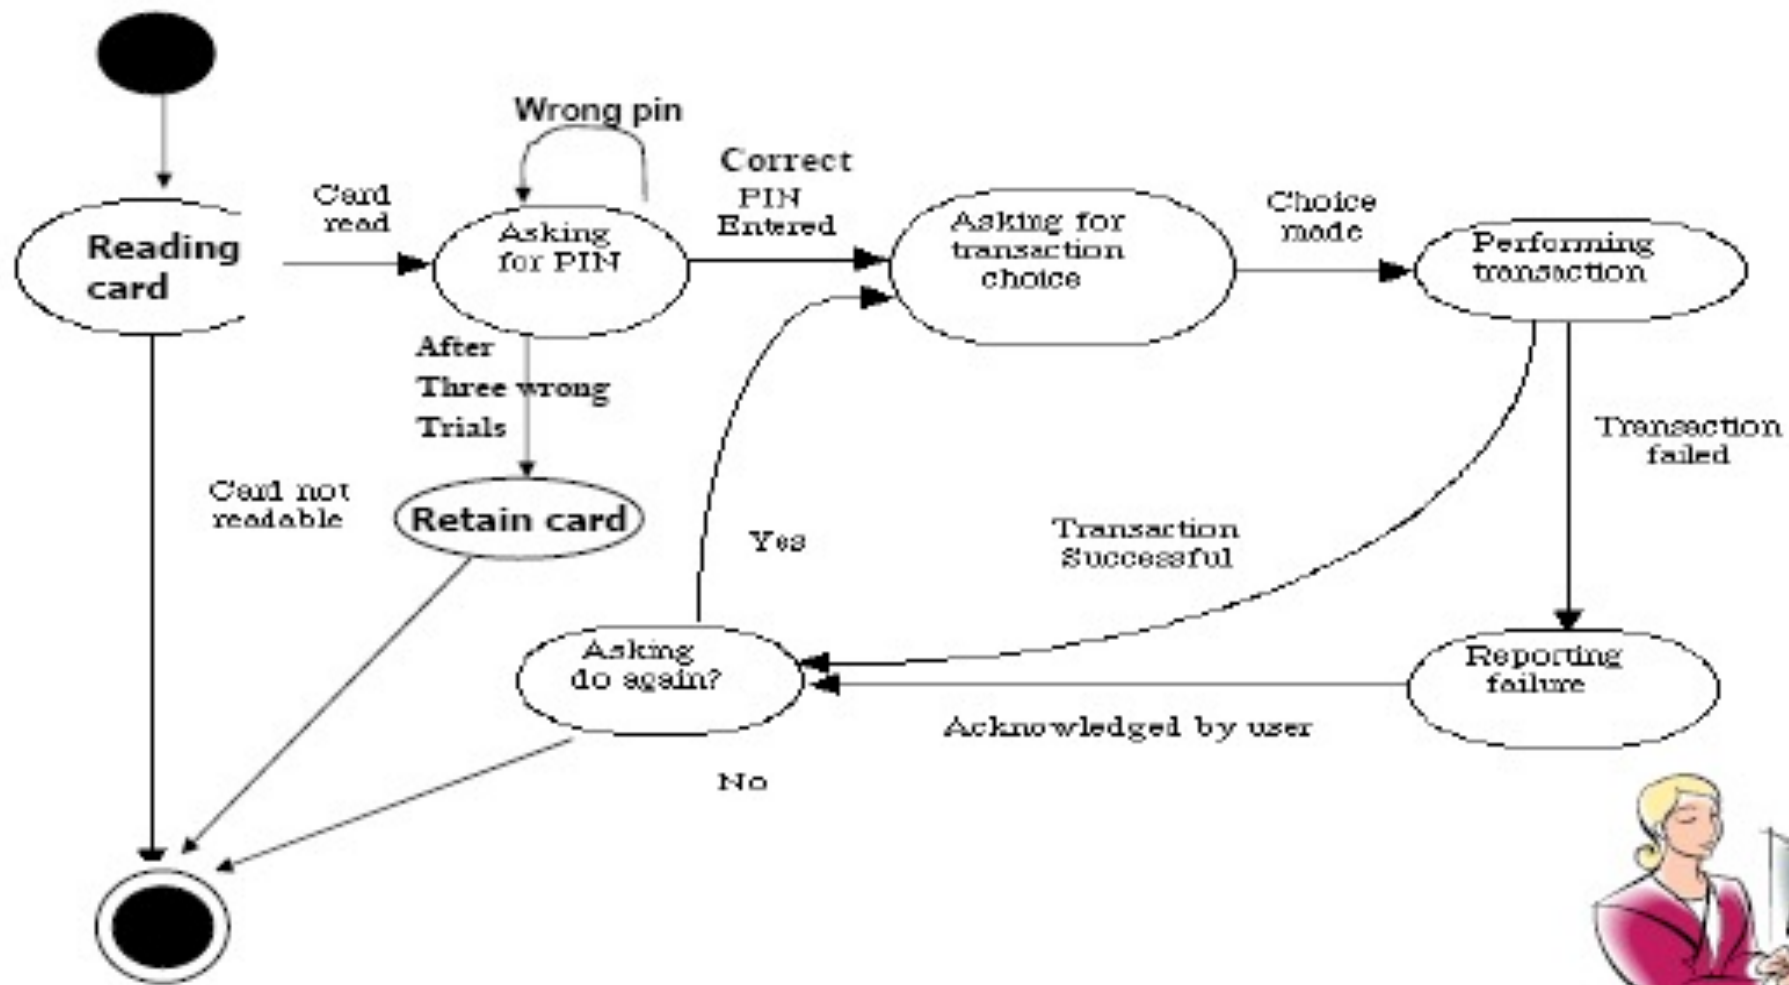 Wrong pin
Correct
PIN
Entered
Card
read
Reading
card
Asking
for PIN
Asking for
transaction
choice
Choice
made
Performing
transaction
After
Three wrong
Trials
Transaction
failed
Card not
readable
Retain card
Yes
Transaction
Successful
Asking
do again?
Reporting
failure
Acknowledged by user
No